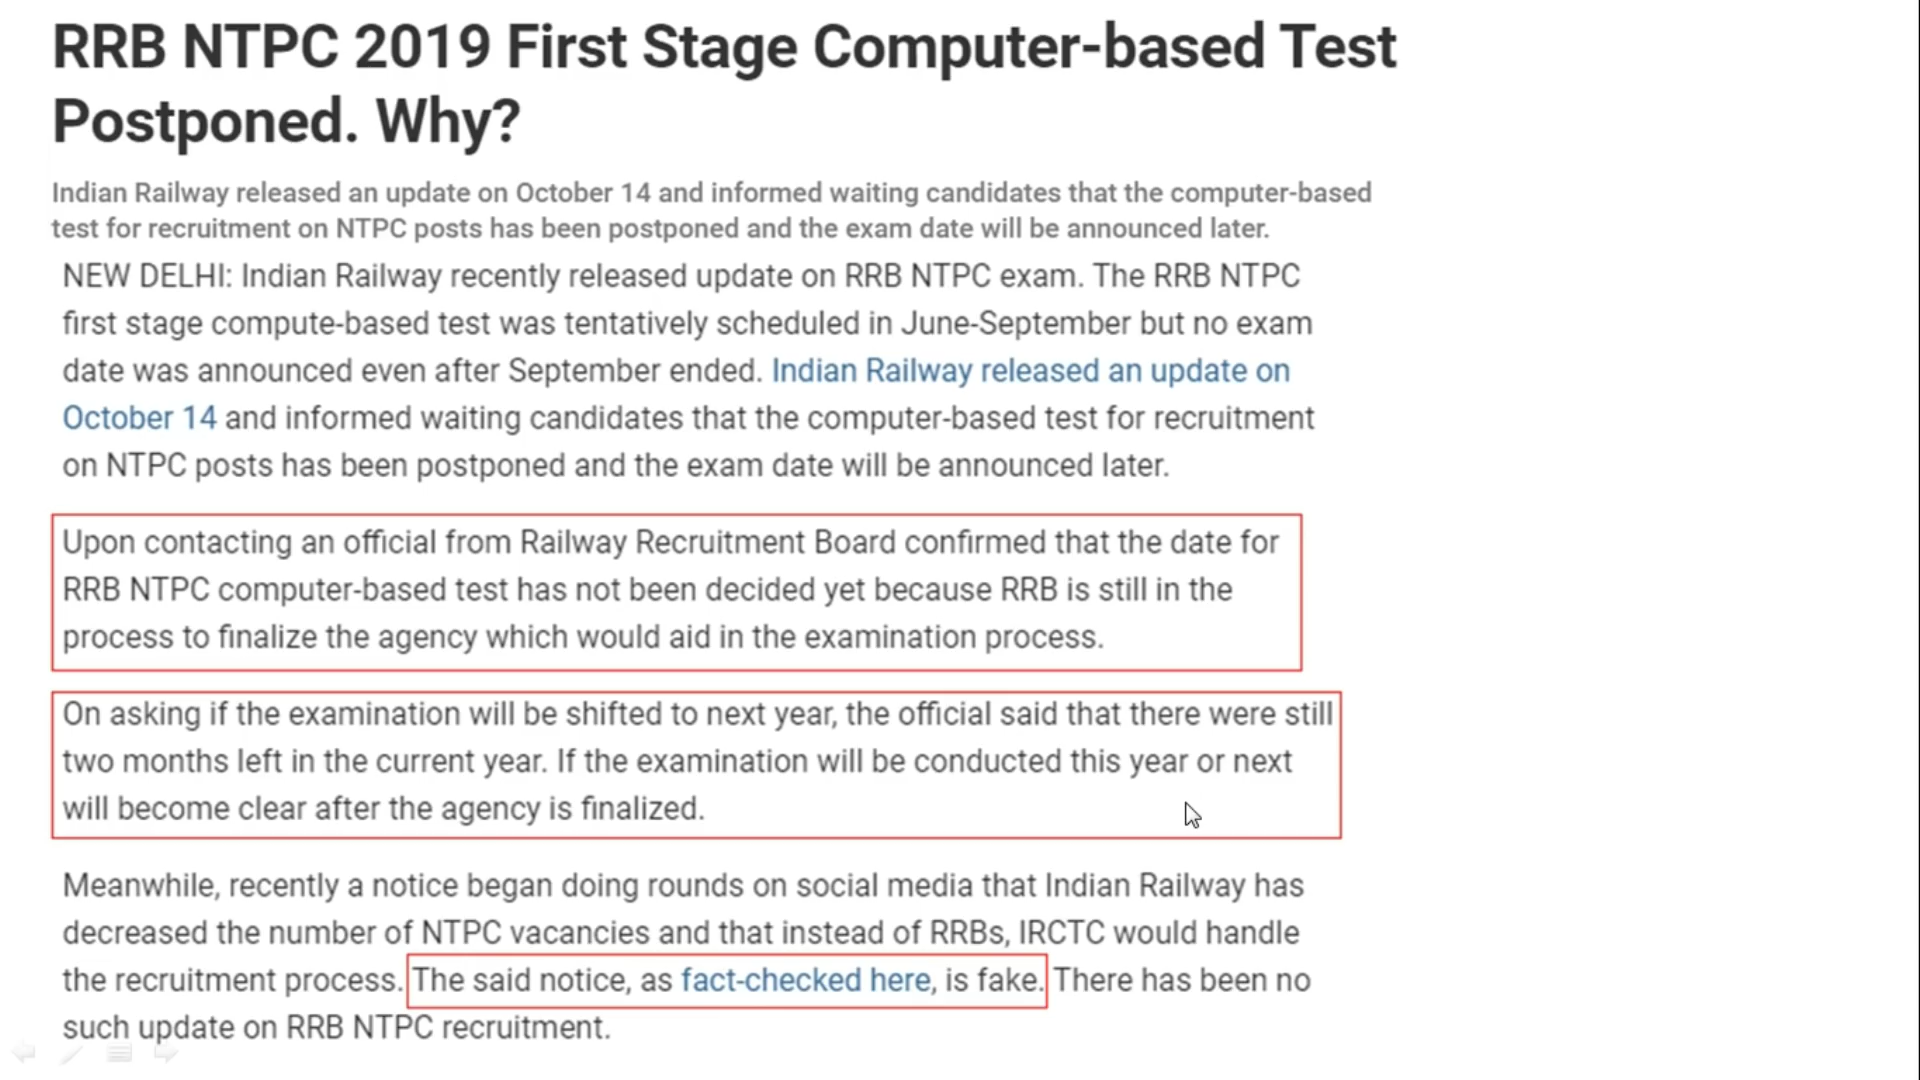 RRB NTPC 2019 First Stage Computer-based Test
Postponed. Why?
Indian Railway released an update on October 14 and informed waiting candidates that the computer-based
test for recruitment on NTPC posts has been postponed and the exam date will be announced later.
NEW DELHI: Indian Railway recently released update on RRB NTPC exam. The RRB NTPC
first stage compute-based test was tentatively scheduled in June-September but no exam
date was announced even after September ended. Indian Railway released an update on
October 14 and informed waiting candidates that the computer-based test for recruitment
on NTPC posts has been postponed and the exam date will be announced later.
Upon contacting an official from Railway Recruitment Board confirmed that the date for
RRB NTPC computer-based test has not been decided yet because RRB is still in the
process to finalize the agency which would aid in the examination process.
On asking if the examination will be shifted to next year, the official said that there were still
two months left in the current year. If the examination will be conducted this year or next
will become clear after the agency is finalized.
Meanwhile, recently a notice began doing rounds on social media that Indian Railway has
decreased the number of NTPC vacancies and that instead of RRBs, IRCTC would handle
the recruitment process. The said notice, as fact-checked here, is fake. There has been no
such update on RRB NTPC recruitment.